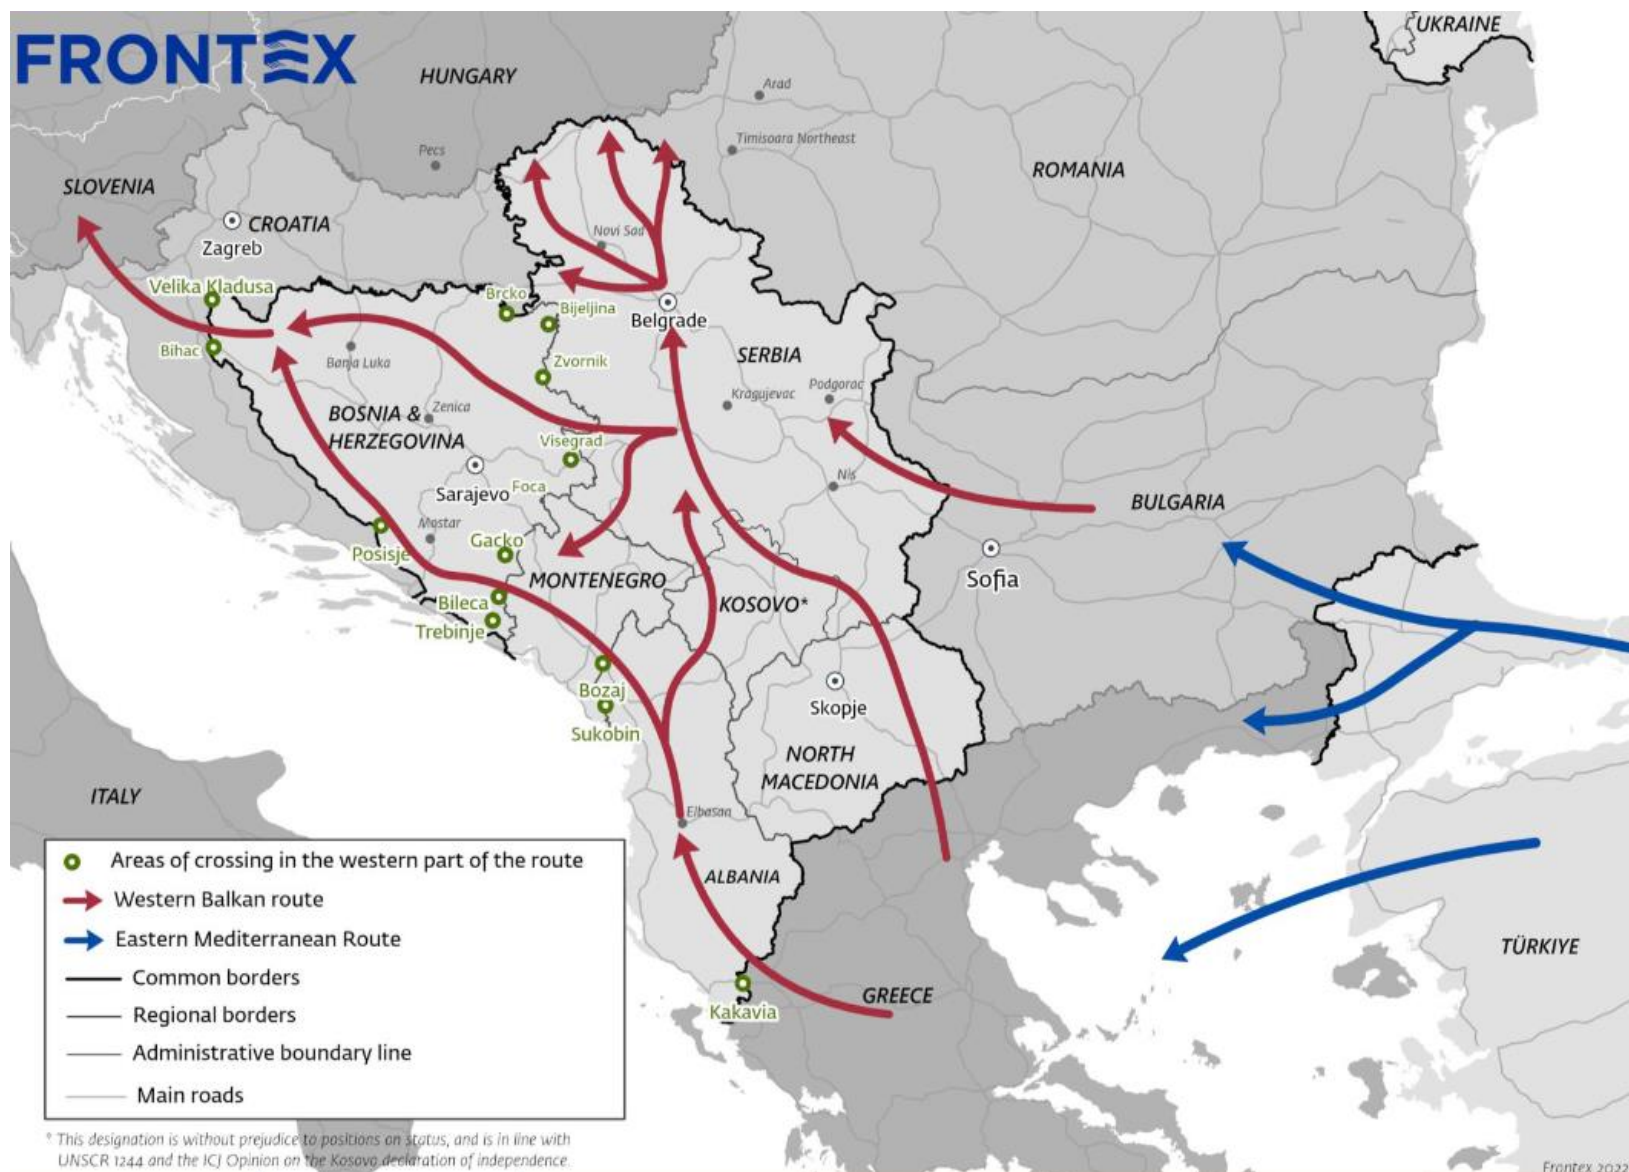 FRONTEX
UKRAINE
HUNGARY
Arad
Pecs
Timisoara Northeast
ROMANIA
SLOVENIA
CROATIA
Zagreb
Novi Sad
Velika Kladusa
Brcko
Bijeljina
Belgrade
Bihac
Banja Luka
Zvornik
SERBIA
Kragujevac
Podgorac
BOSNIA &
HERZEGOVINA
Zenica
Visegrad
Sarajevo
Foca
Nis
BULGARIA
Mostar
Posisje
Gacko
MONTENEGRO
Sofia
Bileca
KOSOVO*
Trebinje
Bozaj
Sukobin
Skopje
NORTH
MACEDONIA
ITALY
Elbasan
ALBANIA
TÜRKIYE
GREECE
Kakavia
Areas of crossing in the western part of the route
Western Balkan route
Eastern Mediterranean Route
Common borders
Regional borders
Administrative boundary line
Main roads
* This designation is without prejudice to positions on status, and is in line with
UNSCR 1244 and the ICJ Opinion on the Kosovo declaration of independence.
Frontex 2022